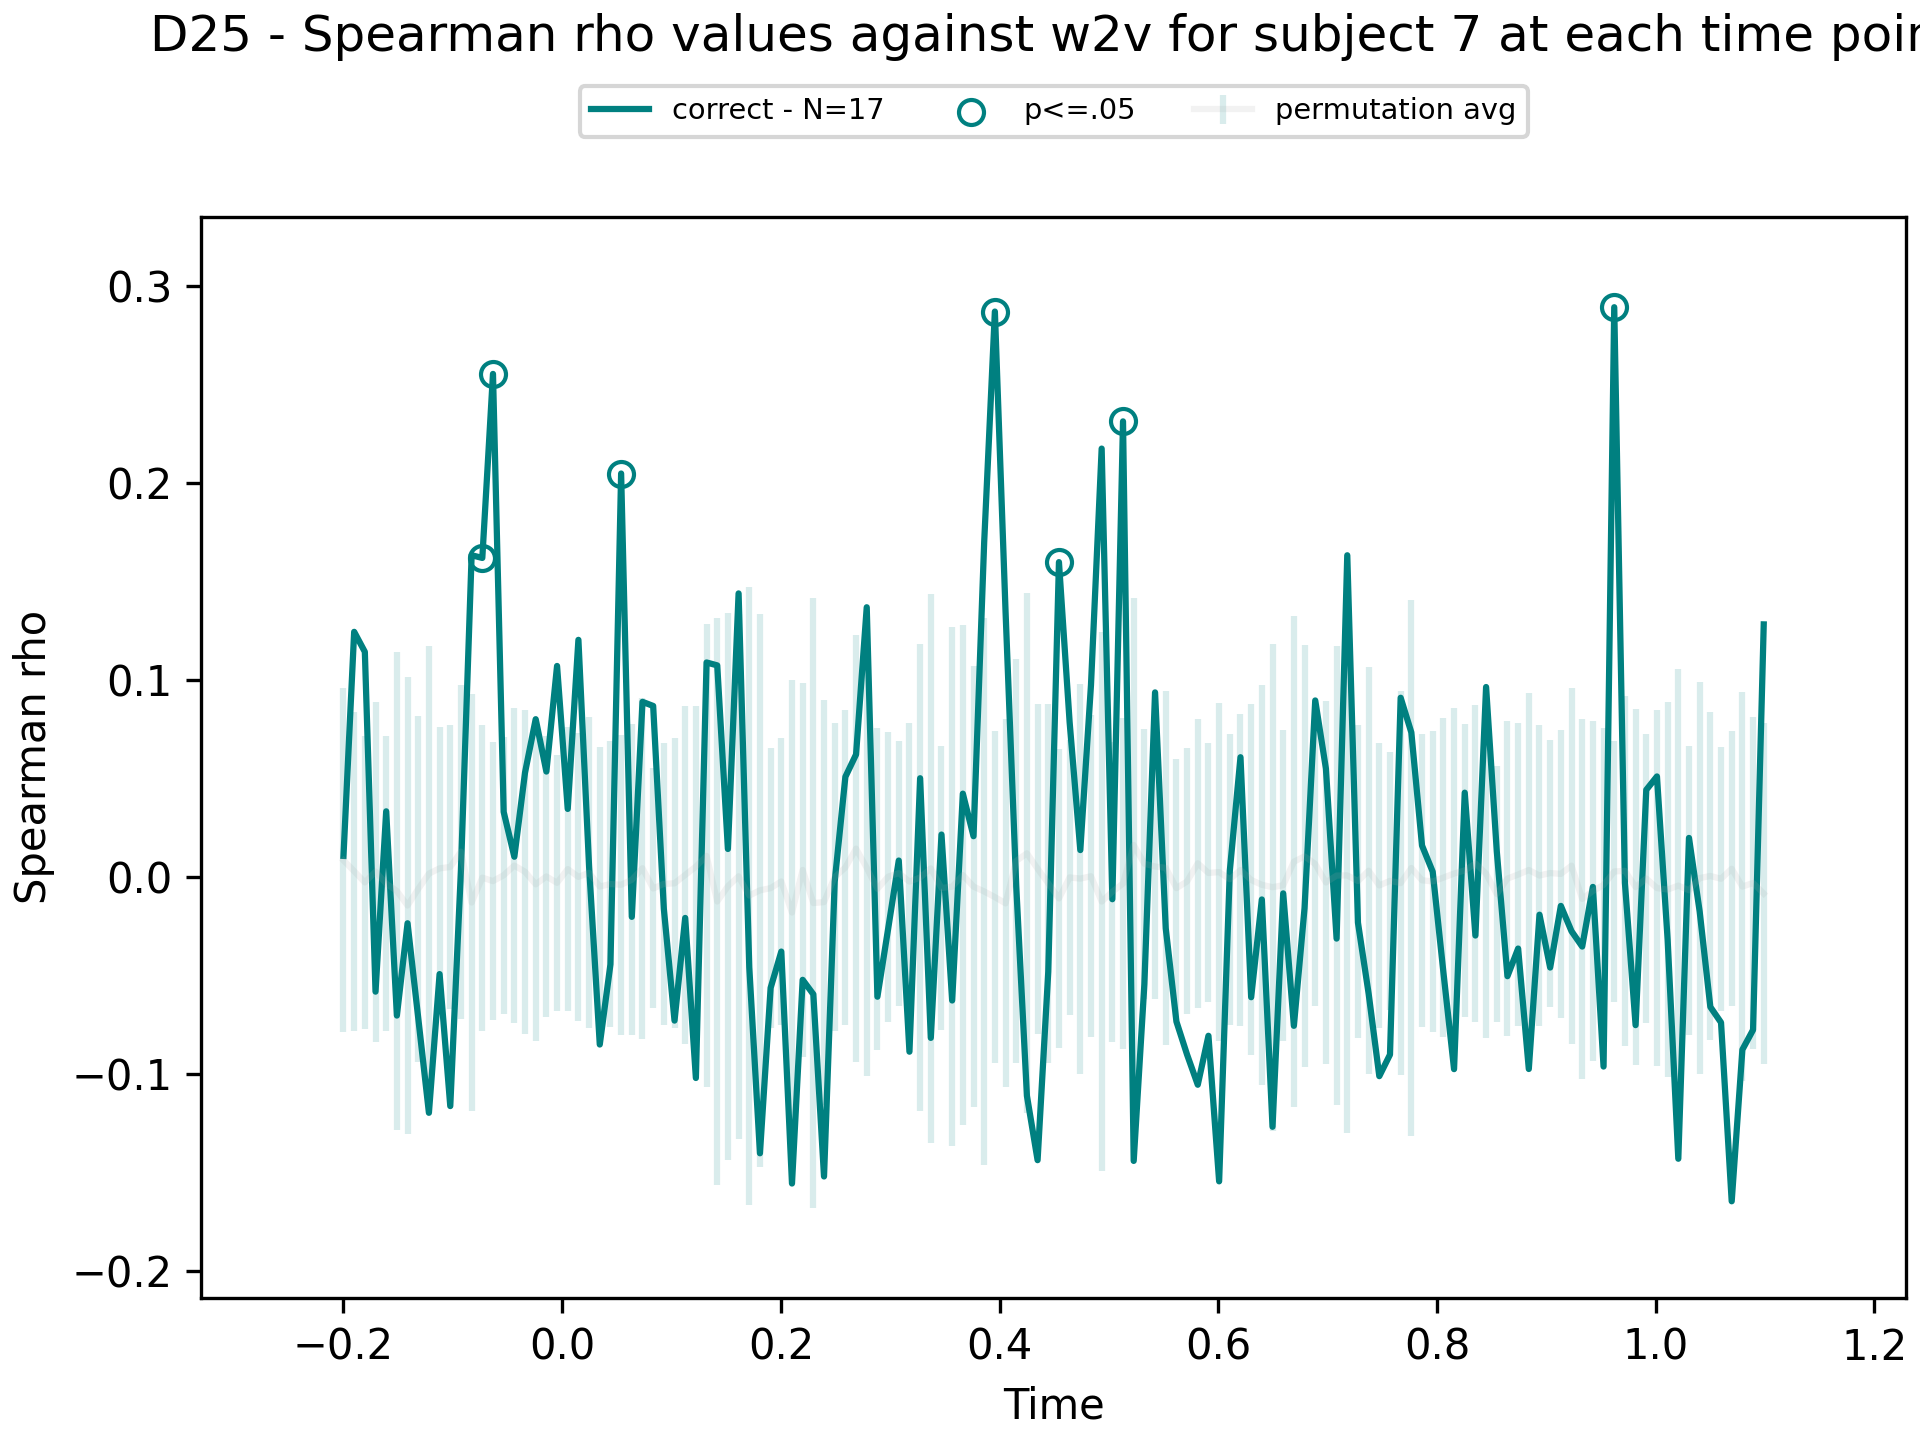 D25 - Spearman rho values against w2v for subject 7 at each time poin
correct - N=17 p<=.05 permutation avg
0.3
0.2
0.1
0.0
−0.1
−0.2
Spearman rho
−0.2 0.0 0.2 0.4 0.6 0.8 1.0 1.2
Time